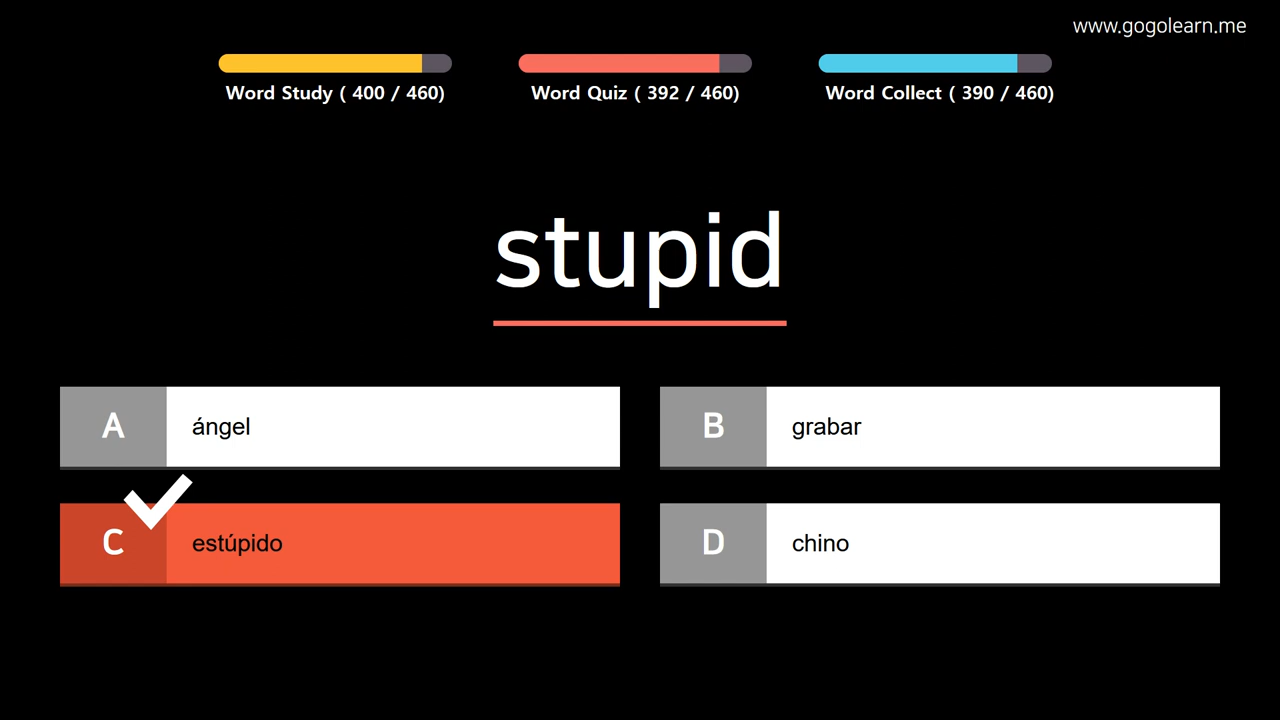 www.gogolearn.me
Word Study ( 400 / 460)
Word Quiz ( 392 / 460)
Word Collect ( 390 / 460)
stupid
A ángel
B grabar
C estúpido
D chino